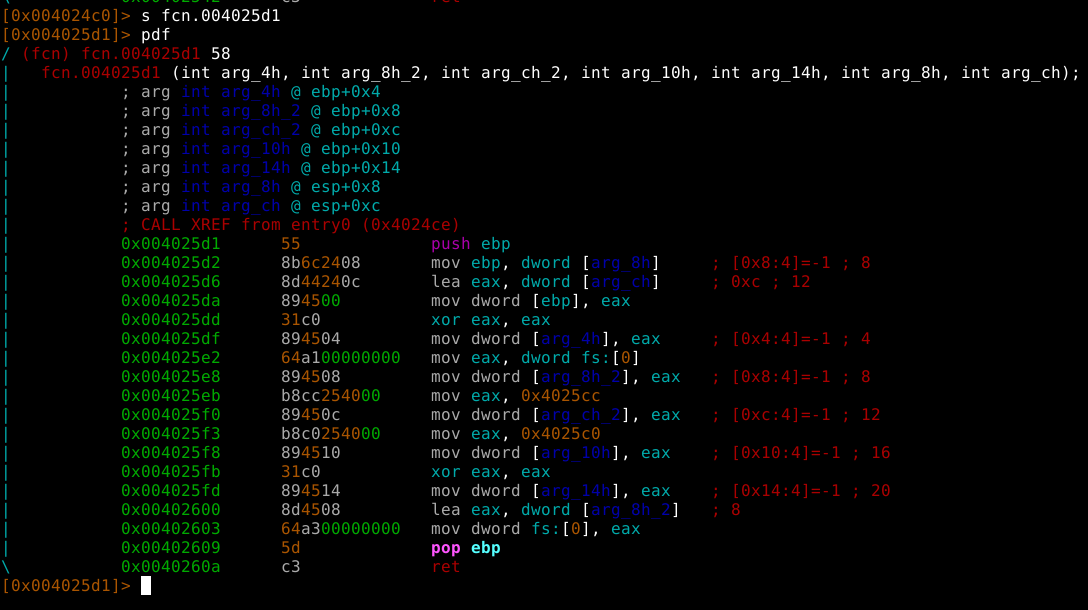 [0x004024c0]> s fcn.004025d1
[0x004025d1]> pdf
/ (fcn) fcn.004025d1 58
|   fcn.004025d1 (int arg_4h, int arg_8h_2, int arg_ch_2, int arg_10h, int arg_14h, int arg_8h, int arg_ch);
|           ; arg int arg_4h @ ebp+0x4
|           ; arg int arg_8h_2 @ ebp+0x8
|           ; arg int arg_ch_2 @ ebp+0xc
|           ; arg int arg_10h @ ebp+0x10
|           ; arg int arg_14h @ ebp+0x14
|           ; arg int arg_8h @ esp+0x8
|           ; arg int arg_ch @ esp+0xc
|           ; CALL XREF from entry0 (0x4024ce)
|           0x004025d1      55             push ebp
|           0x004025d2      8b6c2408       mov ebp, dword [arg_8h]     ; [0x8:4]=-1 ; 8
|           0x004025d6      8d44240c       lea eax, dword [arg_ch]     ; 0xc ; 12
|           0x004025da      894500         mov dword [ebp], eax
|           0x004025dd      31c0           xor eax, eax
|           0x004025df      894504         mov dword [arg_4h], eax     ; [0x4:4]=-1 ; 4
|           0x004025e2      64a100000000   mov eax, dword fs:[0]
|           0x004025e8      894508         mov dword [arg_8h_2], eax   ; [0x8:4]=-1 ; 8
|           0x004025eb      b8cc254000     mov eax, 0x4025cc
|           0x004025f0      89450c         mov dword [arg_ch_2], eax   ; [0xc:4]=-1 ; 12
|           0x004025f3      b8c0254000     mov eax, 0x4025c0
|           0x004025f8      894510         mov dword [arg_10h], eax    ; [0x10:4]=-1 ; 16
|           0x004025fb      31c0           xor eax, eax
|           0x004025fd      894514         mov dword [arg_14h], eax    ; [0x14:4]=-1 ; 20
|           0x00402600      8d4508         lea eax, dword [arg_8h_2]   ; 8
|           0x00402603      64a300000000   mov dword fs:[0], eax
|           0x00402609      5d             pop ebp
\           0x0040260a      c3             ret
[0x004025d1]>